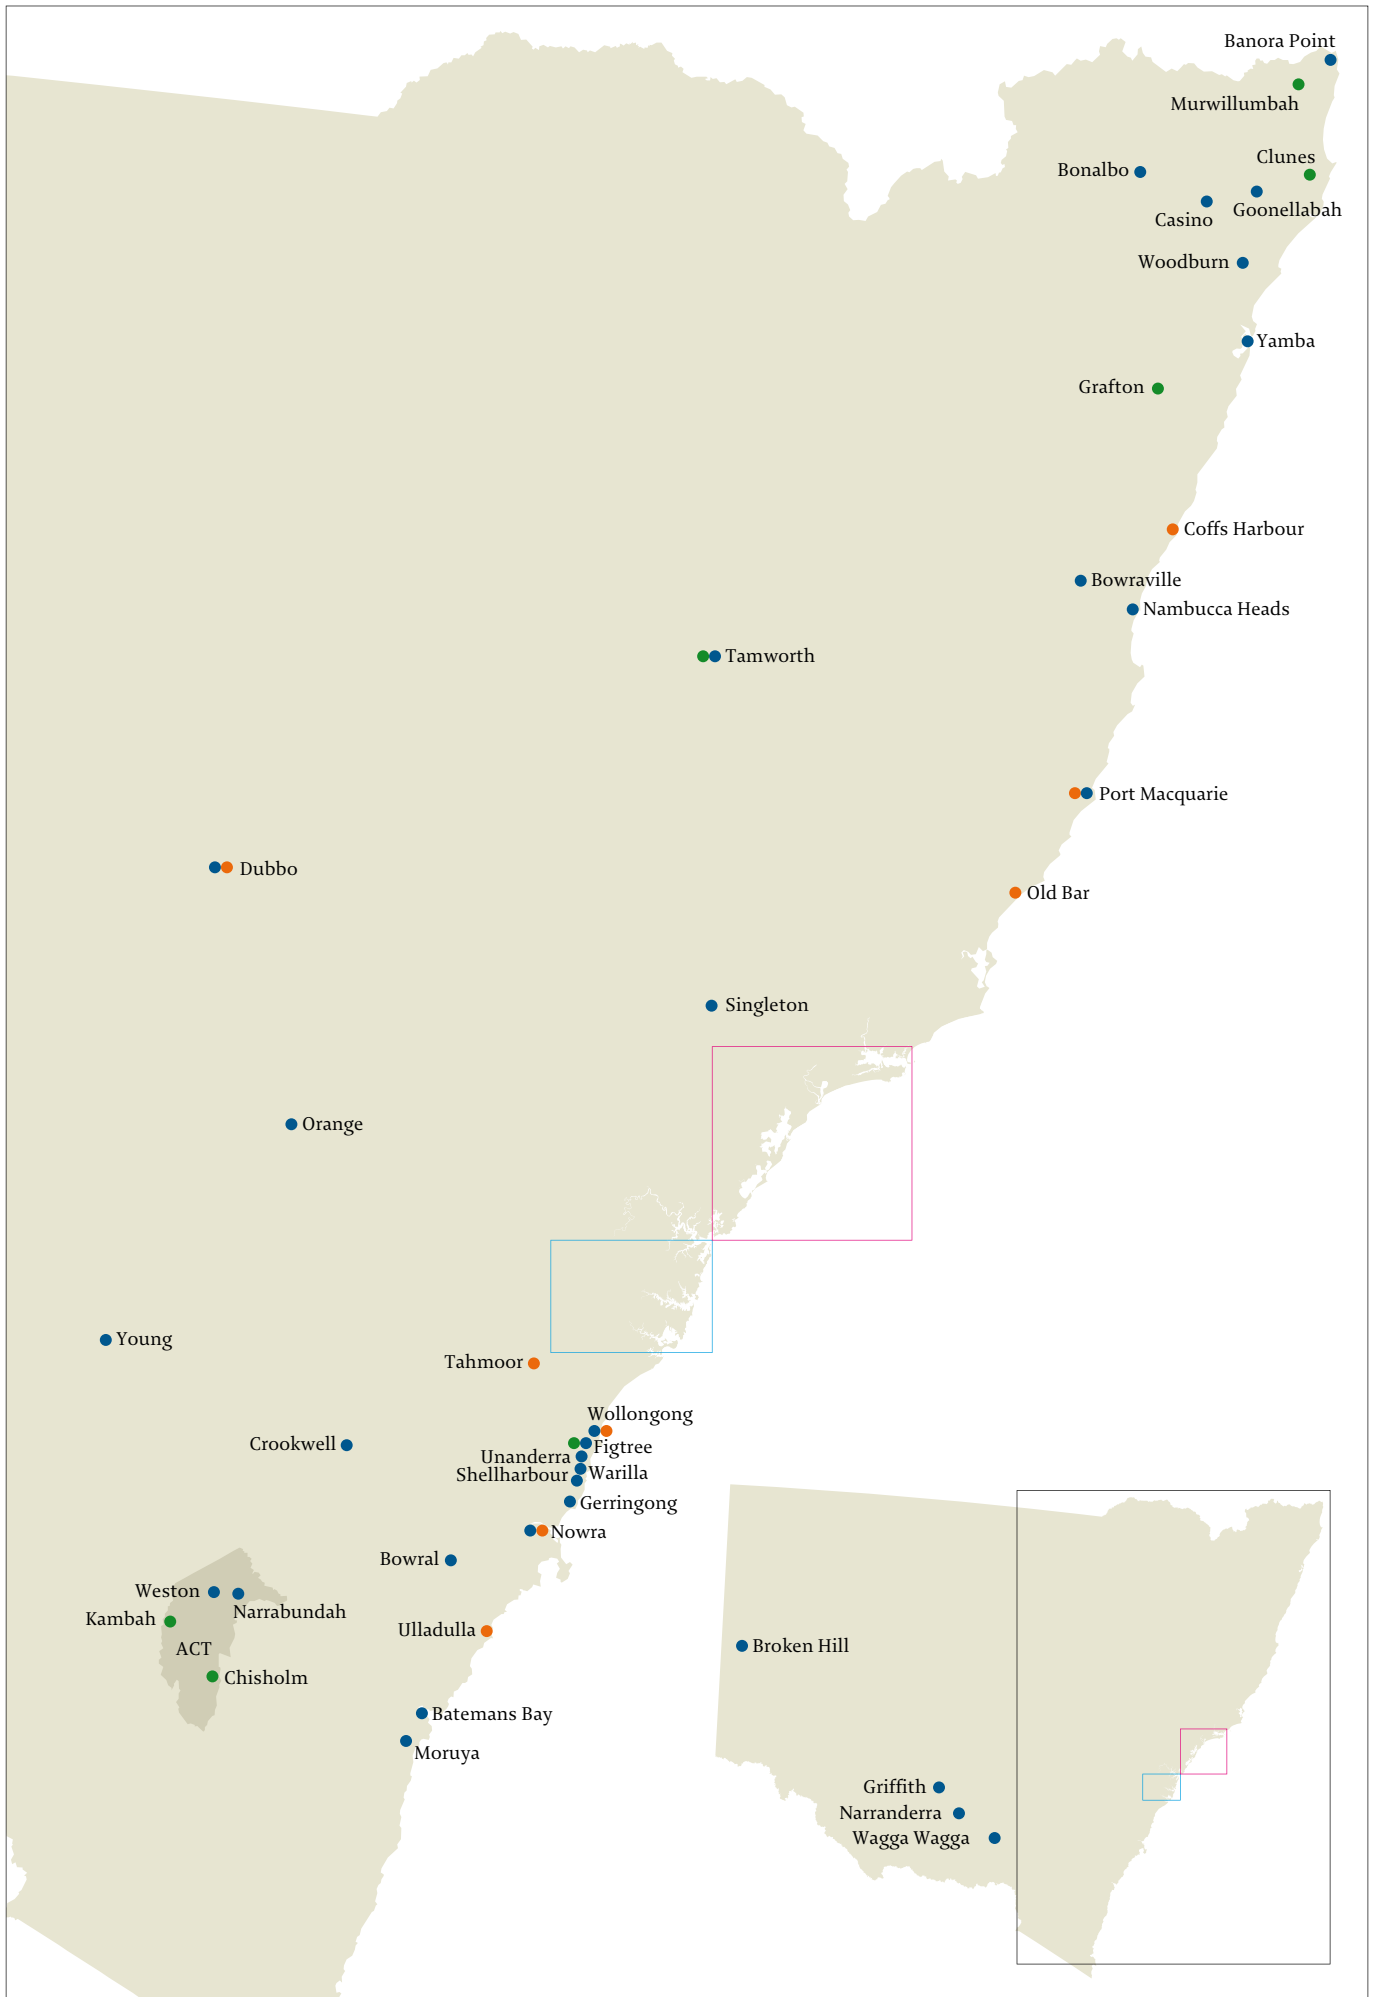 Banora Point
Murwillumbah
Clunes
Bonalbo
Goonellabah
Casino
Woodburn
Yamba
Grafton
Coffs Harbour
Bowraville
Nambucca Heads
Tamworth
Port Macquarie
Dubbo
Old Bar
Singleton
Orange
Young
Tahmoor
Wollongong
Crookwell
Figtree
Unanderra
Warilla
Shellharbour
Gerringong
Nowra
Bowral
Weston
Narrabundah
Kambah
Ulladulla
ACT
Broken Hill
Chisholm
Batemans Bay
Moruya
Griffith
Narranderra
Wagga Wagga